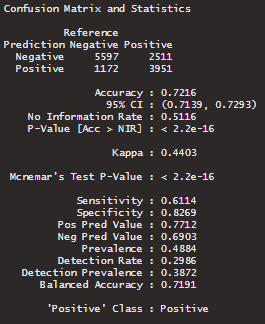 Confusion Matrix and Statistics
Reference
Prediction Negative Positive
Negative 5597 2511
Positive 1172 3951
Accuracy : 0.7216
95% CI : (0.7139, 0.7293)
No Information Rate : 0.5116
P-Value [Acc > NIR] : < 2.2e-16
Kappa : 0.4403
Mcnemar's Test P-Value : < 2.2e-16
Sensitivity : 0.6114
Specificity : 0.8269
Pos Pred Value : 0.7712
Neg Pred Value : 0.6903
Prevalence : 0.4884
Detection Rate : 0.2986
Detection Prevalence : 0.3872
Balanced Accuracy : 0.7191
'Positive' Class : Positive